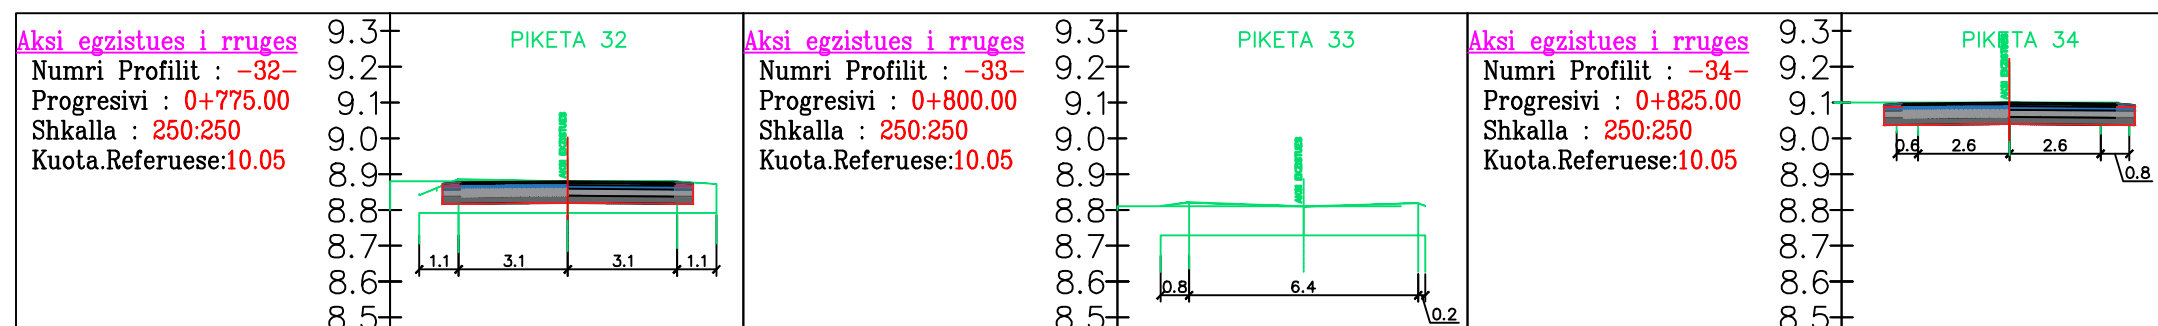 Aksi egzistues i rruges
Numri Profilit : -32-
Progresivi : 0+775.00
Shkalla : 250:250
Kuota.Referuese:10.05
PIKETA 32
9.3
9.2
9.1
9.0
8.9
8.8
8.7
8.6
8.5
AKSI EKZISTUES
1.1 3.1 3.1 1.1
Aksi egzistues i rruges
Numri Profilit : -33-
Progresivi : 0+800.00
Shkalla : 250:250
Kuota.Referuese:10.05
PIKETA 33
9.3
9.2
9.1
9.0
8.9
8.8
8.7
8.6
8.5
AKSI EKZISTUES
0.8 6.4
0.2
Aksi egzistues i rruges
Numri Profilit : -34-
Progresivi : 0+825.00
Shkalla : 250:250
Kuota.Referuese:10.05
PIKETA 34
9.3
9.2
9.1
9.0
8.9
8.8
8.7
8.6
8.5
0.6 2.6 2.6
0.8